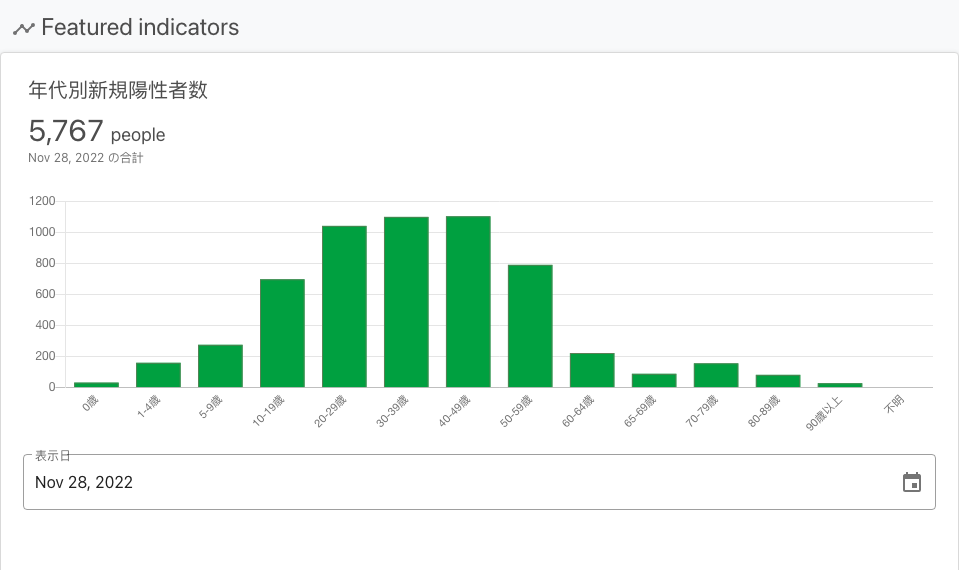 Featured indicators
年代別新規陽性者数
5,767 people
Nov 28, 2022 の合計
1200
1000
800
600
400
200
0
0歳
1-4歳
5-9歳
10-19歳
20-29歳
30-39歳
40-49歳
50-59歳
60-64歳
65-69歳
70-79歳
80-89歳
90歳以上
不明
表示日
Nov 28, 2022